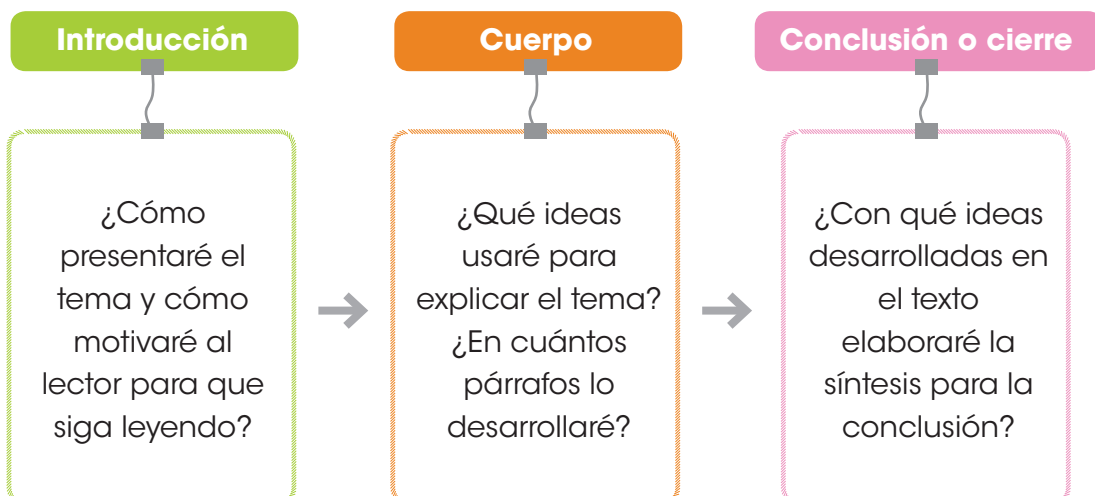 Introducción
¿Cómo
presentaré el
tema y cómo
motivaré al
lector para que
siga leyendo?
Cuerpo
¿Qué ideas
usaré para
explicar el tema?
¿En cuántos
párrafos lo
desarrollaré?
Conclusión o cierre
¿Con qué ideas
desarrolladas en
el texto
elaboraré la
síntesis para la
conclusión?